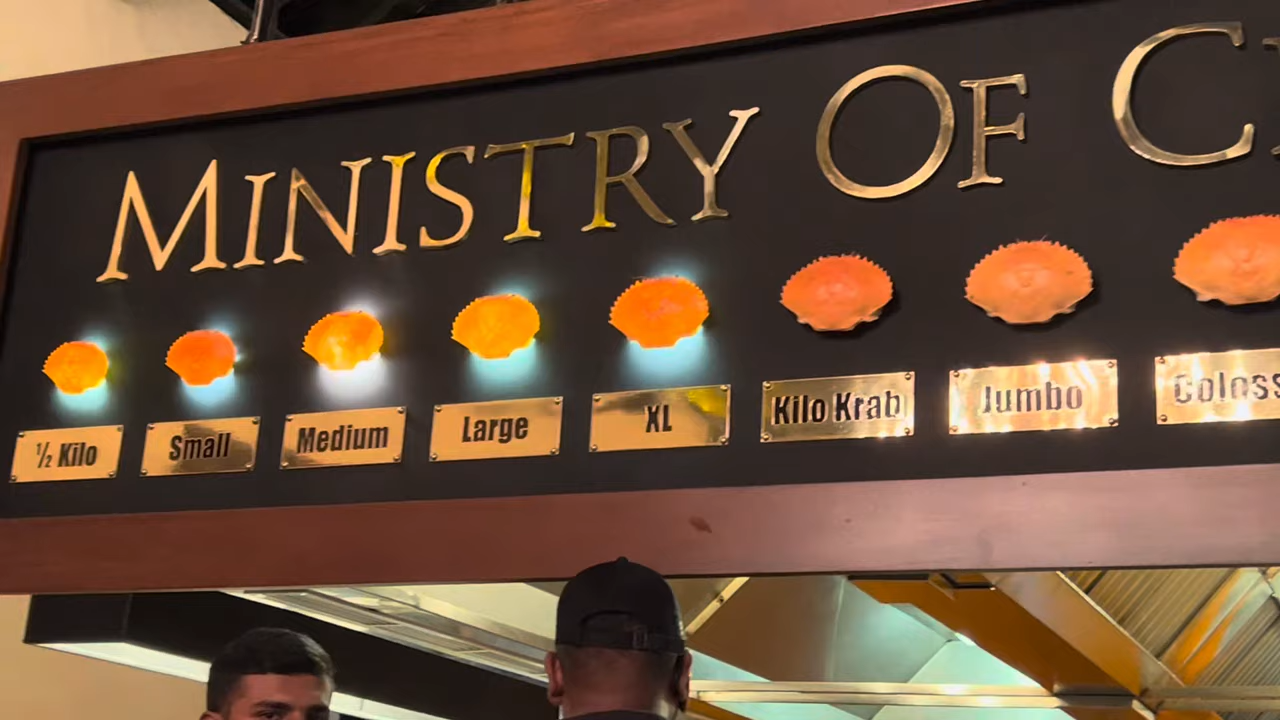 MINISTRY OF C
½ Kilo
Small
Medium
Large
XL
Kilo Krab
Jumbo
Coloss